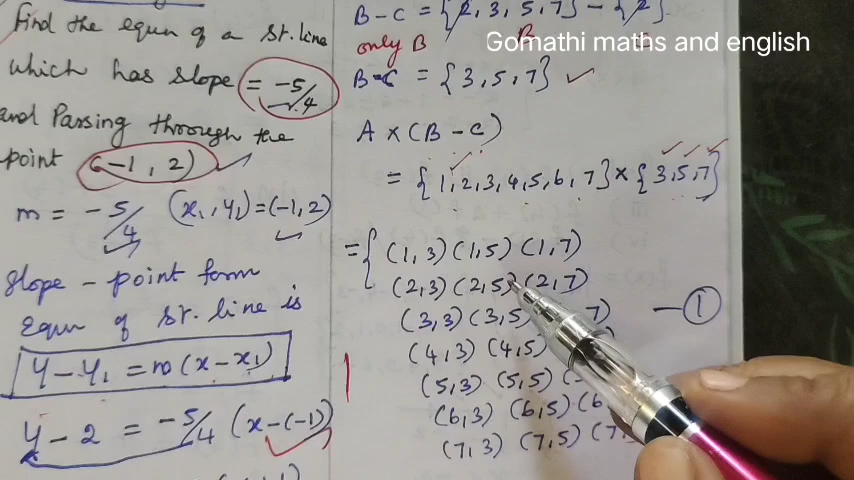 Find the equn of a st. line
which has slope = -5/4
and Passing through the
point (-1, 2)
m = -5/4 (x₁, y₁) = (-1, 2)
slope - point form
Equn of st. line is
y - y₁ = m (x - x₁)
y - 2 = -5/4 (x - (-1))
B - C = {2, 3, 5, 7} - {2}
only B B
Gomathi maths and english
B - C = {3, 5, 7}
A × (B - C)
= {1, 2, 3, 4, 5, 6, 7} × {3, 5, 7}
= { (1, 3) (1, 5) (1, 7)
(2, 3) (2, 5) (2, 7)
(3, 3) (3, 5) 7) — ①
(4, 3) (4, 5)
(5, 3) (5, 5)
(6, 3) (6, 5) (6
(7, 3) (7, 5) (7,